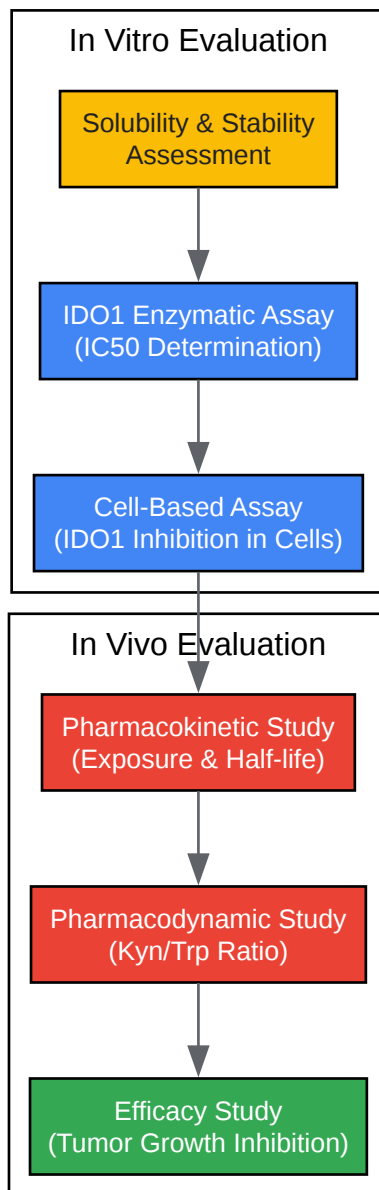 In Vitro Evaluation
Solubility & Stability
Assessment
IDO1 Enzymatic Assay
(IC50 Determination)
Cell-Based Assay
(IDO1 Inhibition in Cells)
In Vivo Evaluation
Pharmacokinetic Study
(Exposure & Half-life)
Pharmacodynamic Study
(Kyn/Trp Ratio)
Efficacy Study
(Tumor Growth Inhibition)